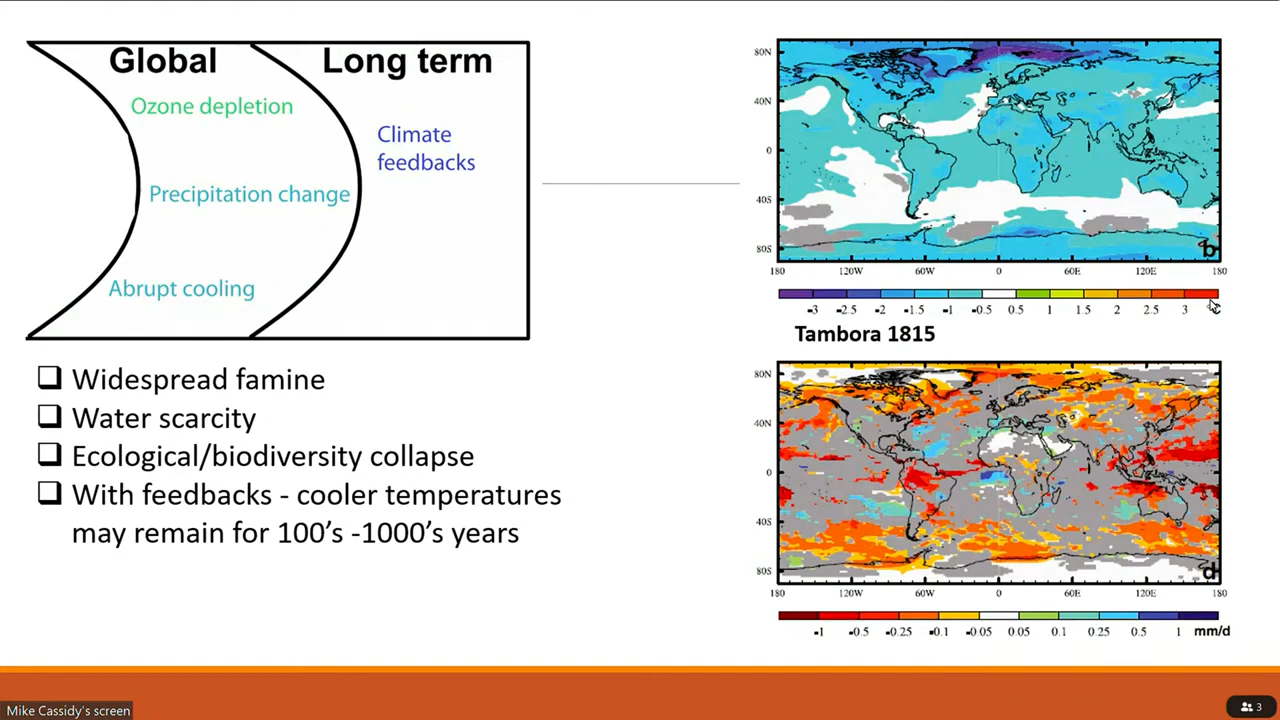 Global
Long term
Ozone depletion
Climate
feedbacks
Precipitation change
Abrupt cooling
❑ Widespread famine
❑ Water scarcity
❑ Ecological/biodiversity collapse
❑ With feedbacks - cooler temperatures
may remain for 100's -1000's years
80N
40N
0
40S
80S
b
180 120W 60W 0 60E 120E 180
-3 -2.5 -2 -1.5 -1 -0.5 0.5 1 1.5 2 2.5 3
Tambora 1815
80N
40N
0
40S
80S
d
180 120W 60W 0 60E 120E 180
-1 -0.5 -0.25 -0.1 -0.05 0.05 0.1 0.25 0.5 1 mm/d
Mike Cassidy's screen
3